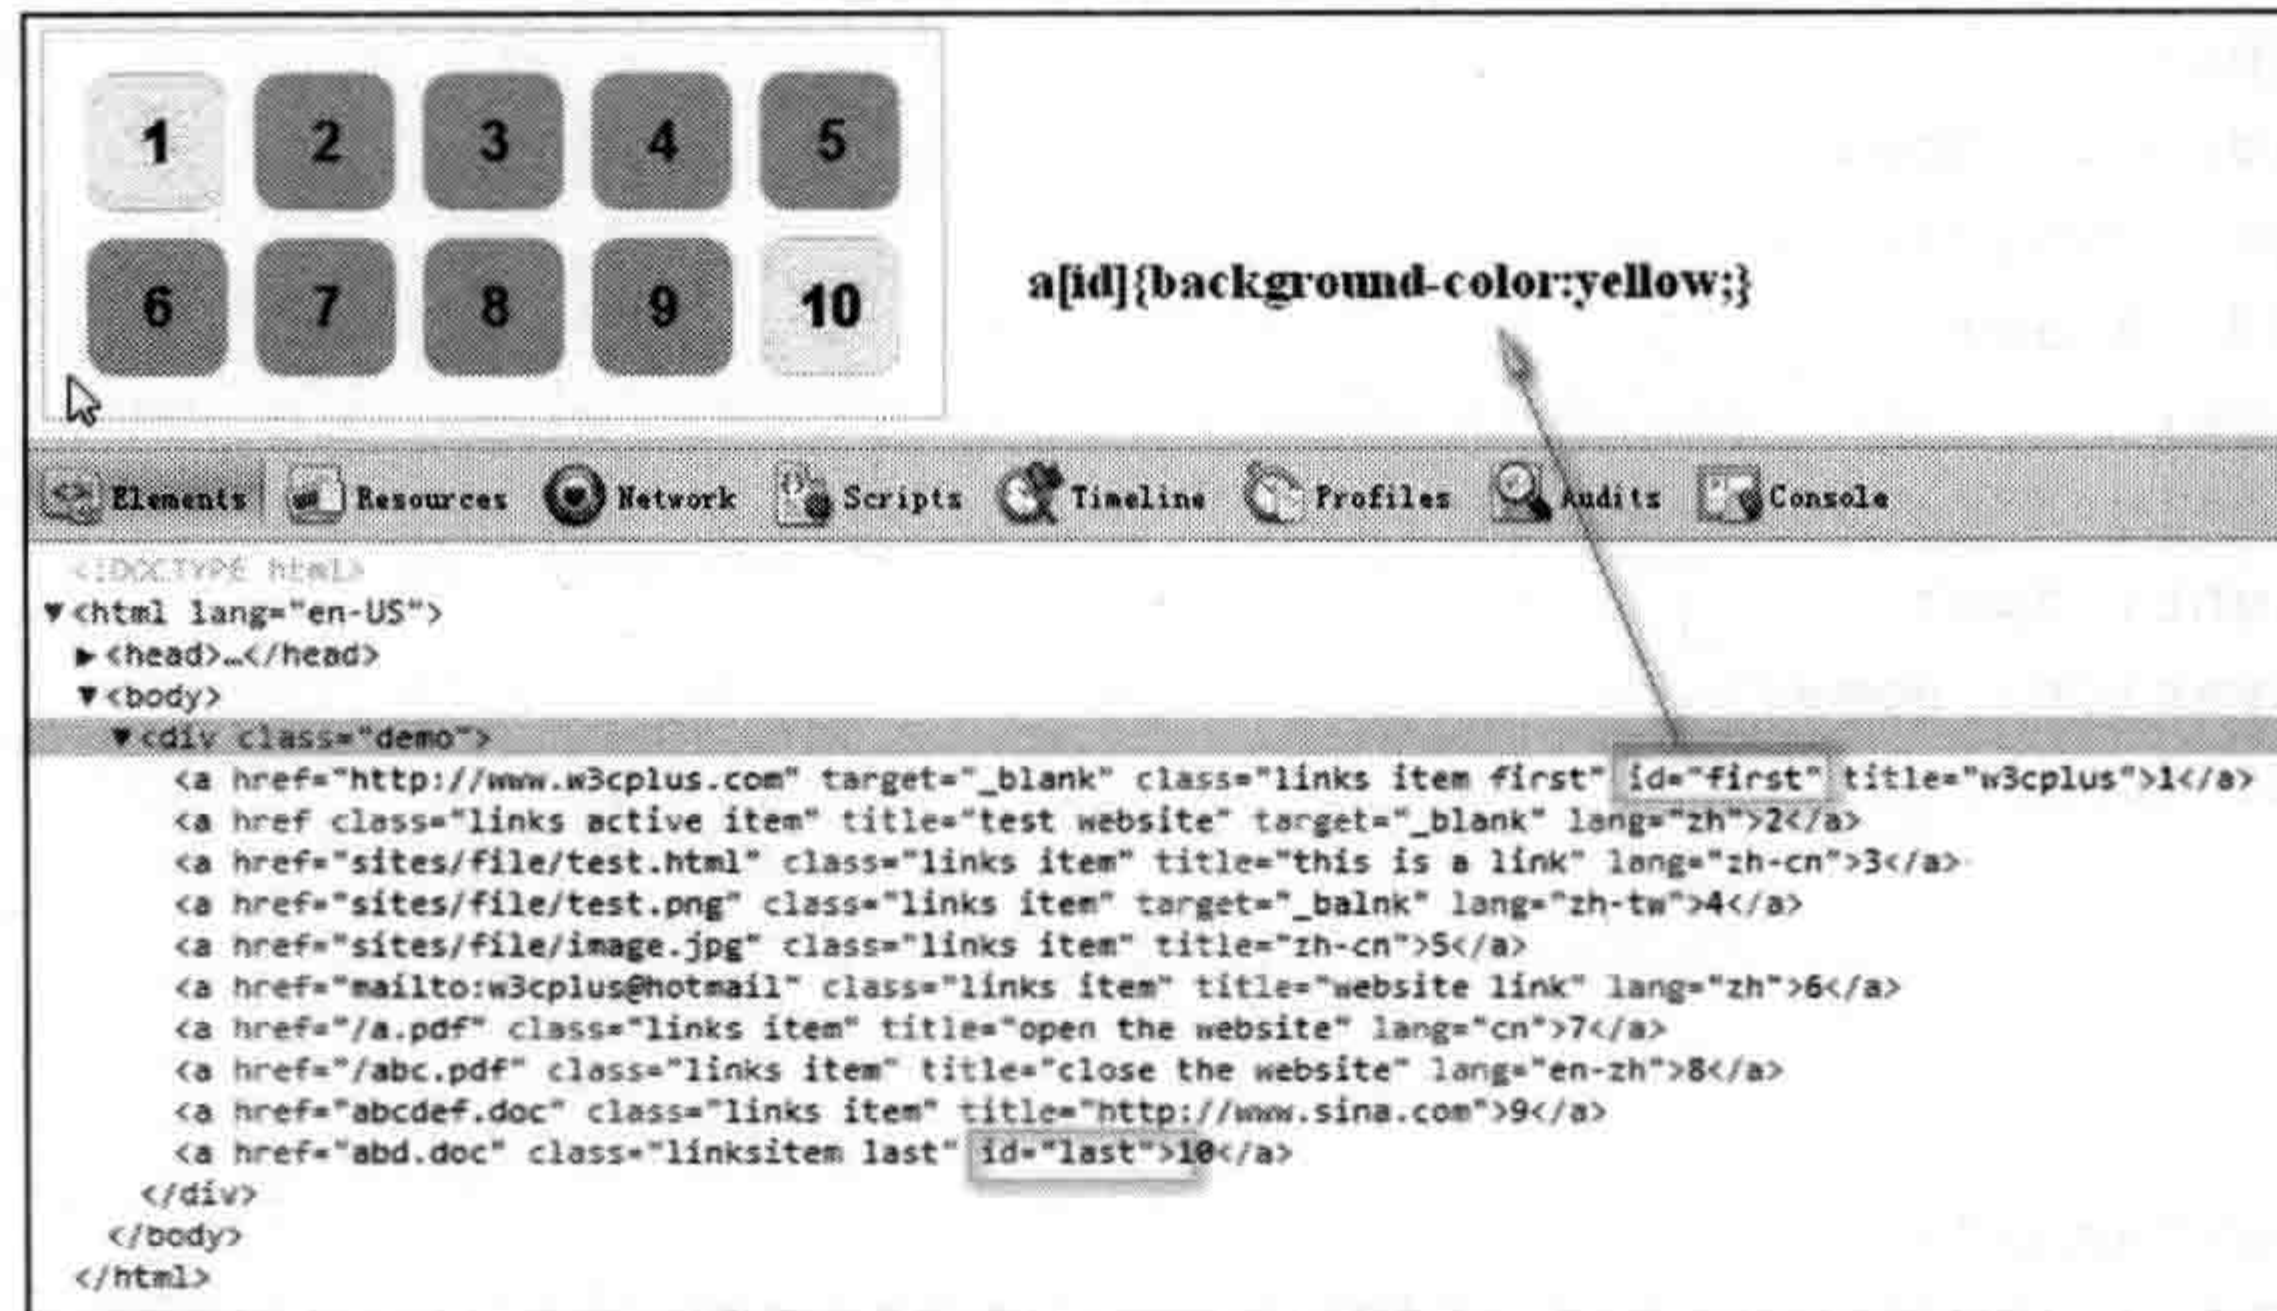 1 2 3 4 5
6 7 8 9 10
a[id]{background-color:yellow;}
Elements Resources Network Scripts Timeline Profiles Audits Console
<!DOCTYPE html>
▼<html lang="en-US">
▶<head>…</head>
▼<body>
▼<div class="demo">
<a href="http://www.w3cplus.com" target="_blank" class="links item first" id="first" title="w3cplus">1</a>
<a href class="links active item" title="test website" target="_blank" lang="zh">2</a>
<a href="sites/file/test.html" class="links item" title="this is a link" lang="zh-cn">3</a>
<a href="sites/file/test.png" class="links item" target="_balnk" lang="zh-tw">4</a>
<a href="sites/file/image.jpg" class="links item" title="zh-cn">5</a>
<a href="mailto:w3cplus@hotmail" class="links item" title="website link" lang="zh">6</a>
<a href="/a.pdf" class="links item" title="open the website" lang="cn">7</a>
<a href="/abc.pdf" class="links item" title="close the website" lang="en-zh">8</a>
<a href="abcdef.doc" class="links item" title="http://www.sina.com">9</a>
<a href="abd.doc" class="linksitem last" id="last">10</a>
</div>
</body>
</html>